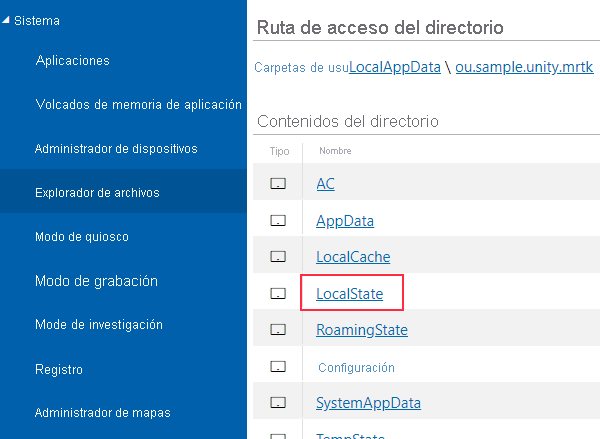 Sistema
Aplicaciones
Volcados de memoria de aplicación
Administrador de dispositivos
Explorador de archivos
Modo de quiosco
Modo de grabación
Mode de investigación
Registro
Administrador de mapas
Ruta de acceso del directorio
Carpetas de usuLocalAppData \ ou.sample.unity.mrtk
Contenidos del directorio
Tipo Nombre
AC
AppData
LocalCache
LocalState
RoamingState
Configuración
SystemAppData
TempState